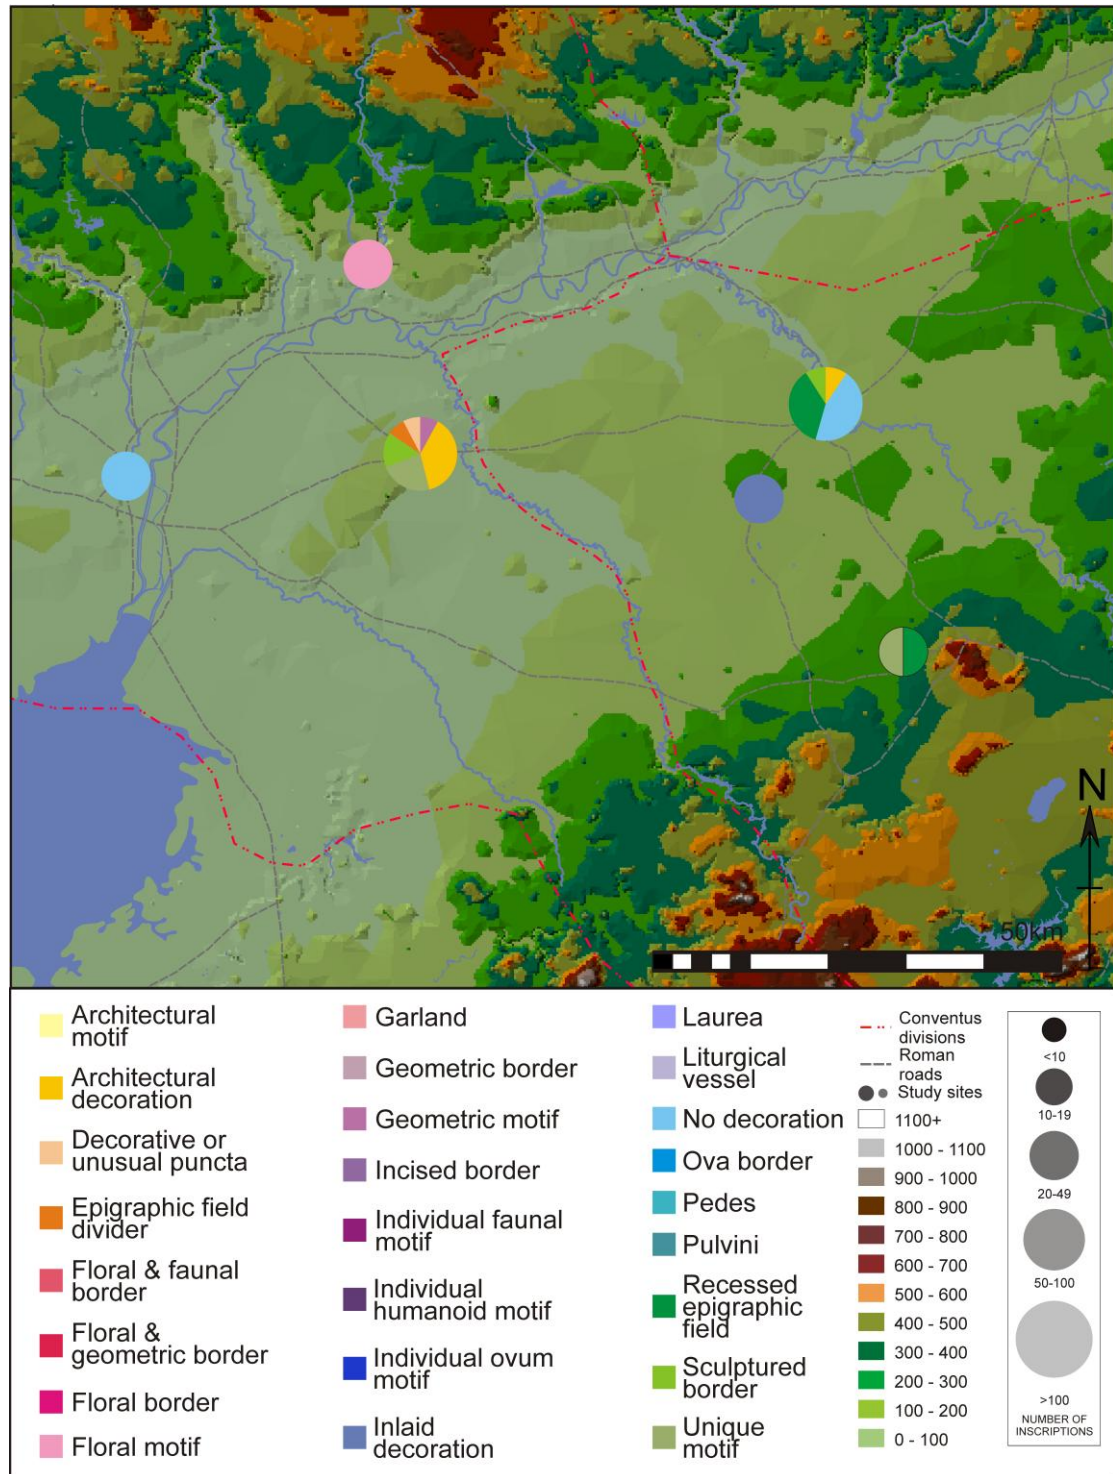 N
50km
Architectural
motif
Architectural
decoration
Decorative or
unusual puncta
Epigraphic field
divider
Floral & faunal
border
Floral &
geometric border
Floral border
Floral motif
Garland
Geometric border
Geometric motif
Incised border
Individual faunal
motif
Individual
humanoid motif
Individual ovum
motif
Inlaid
decoration
Laurea
Liturgical
vessel
No decoration
Ova border
Pedes
Pulvini
Recessed
epigraphic
field
Sculptured
border
Unique
motif
Conventus
divisions
Roman
roads
Study sites
1100+
1000 - 1100
900 - 1000
800 - 900
700 - 800
600 - 700
500 - 600
400 - 500
300 - 400
200 - 300
100 - 200
0 - 100
<10
10-19
20-49
50-100
>100
NUMBER OF
INSCRIPTIONS